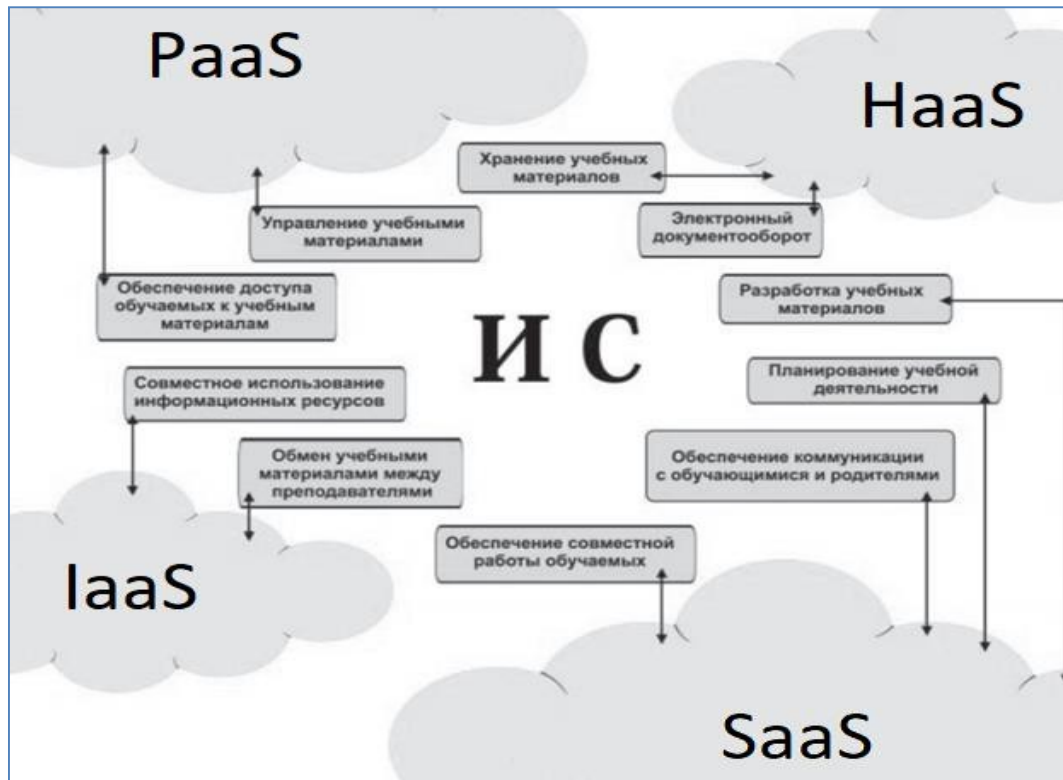 PaaS
HaaS
Хранение учебных
материалов
Управление учебными
материалами
Электронный
документооборот
Обеспечение доступа
обучаемых к учебным
материалам
Разработка учебных
материалов
И С
Совместное использование
информационных ресурсов
Планирование учебной
деятельности
Обмен учебными
материалами между
преподавателями
Обеспечение коммуникации
с обучающимися и родителями
Обеспечение совместной
работы обучаемых
IaaS
SaaS